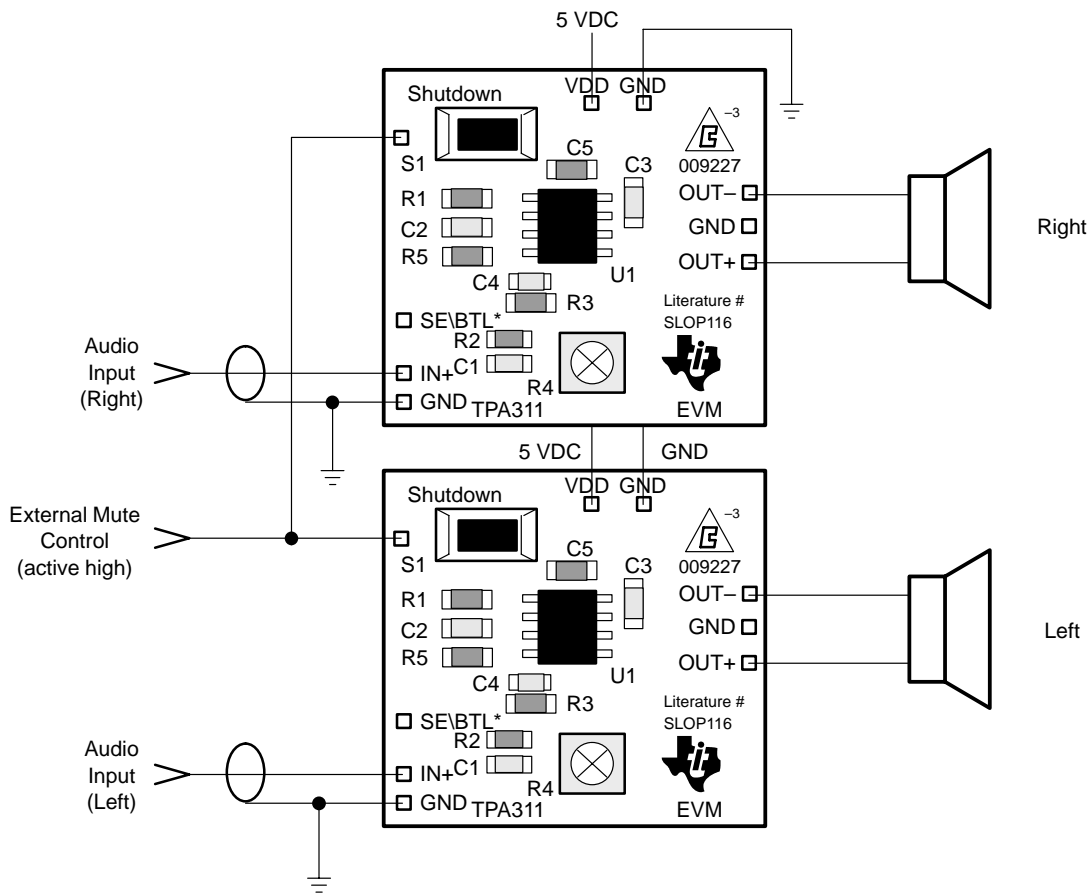 5 VDC
VDD GND
Shutdown
–3
C5
C3
009227
S1
OUT–
R1
GND
Right
C2
R5
OUT+
U1
C4
R3
Literature #
SLOP116
SE\BTL*
R2
Audio
Input
(Right)
IN+
C1
R4
GND
TPA311
EVM
5 VDC
GND
VDD GND
Shutdown
External Mute
Control
(active high)
–3
C5
C3
009227
S1
OUT–
R1
GND
Left
C2
R5
OUT+
U1
C4
R3
Literature #
SLOP116
SE\BTL*
R2
Audio
Input
(Left)
IN+
C1
R4
GND
TPA311
EVM